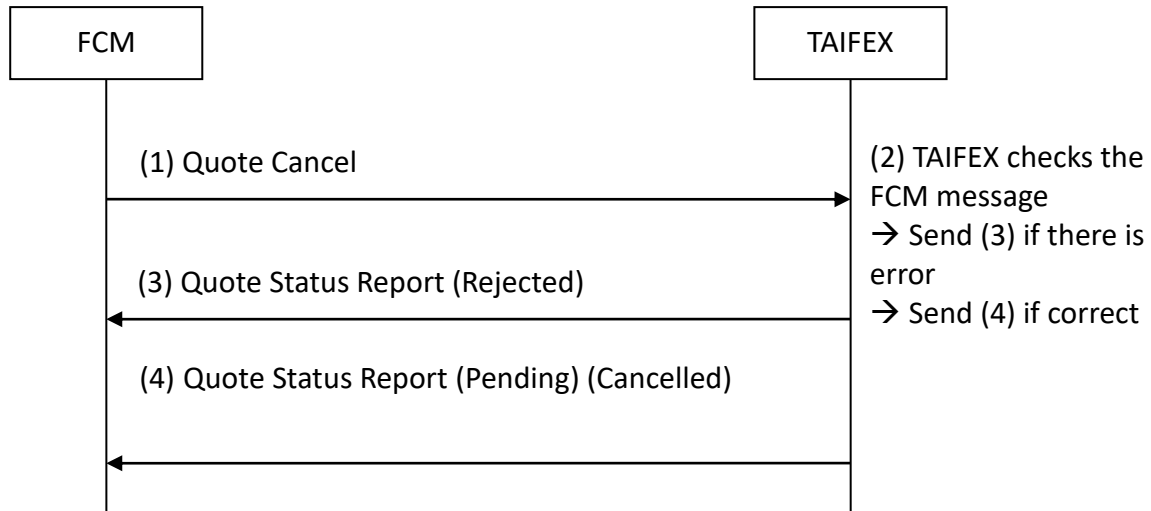 FCM
TAIFEX
(1) Quote Cancel
(2) TAIFEX checks the
FCM message
→ Send (3) if there is
error
→ Send (4) if correct
(3) Quote Status Report (Rejected)
(4) Quote Status Report (Pending) (Cancelled)